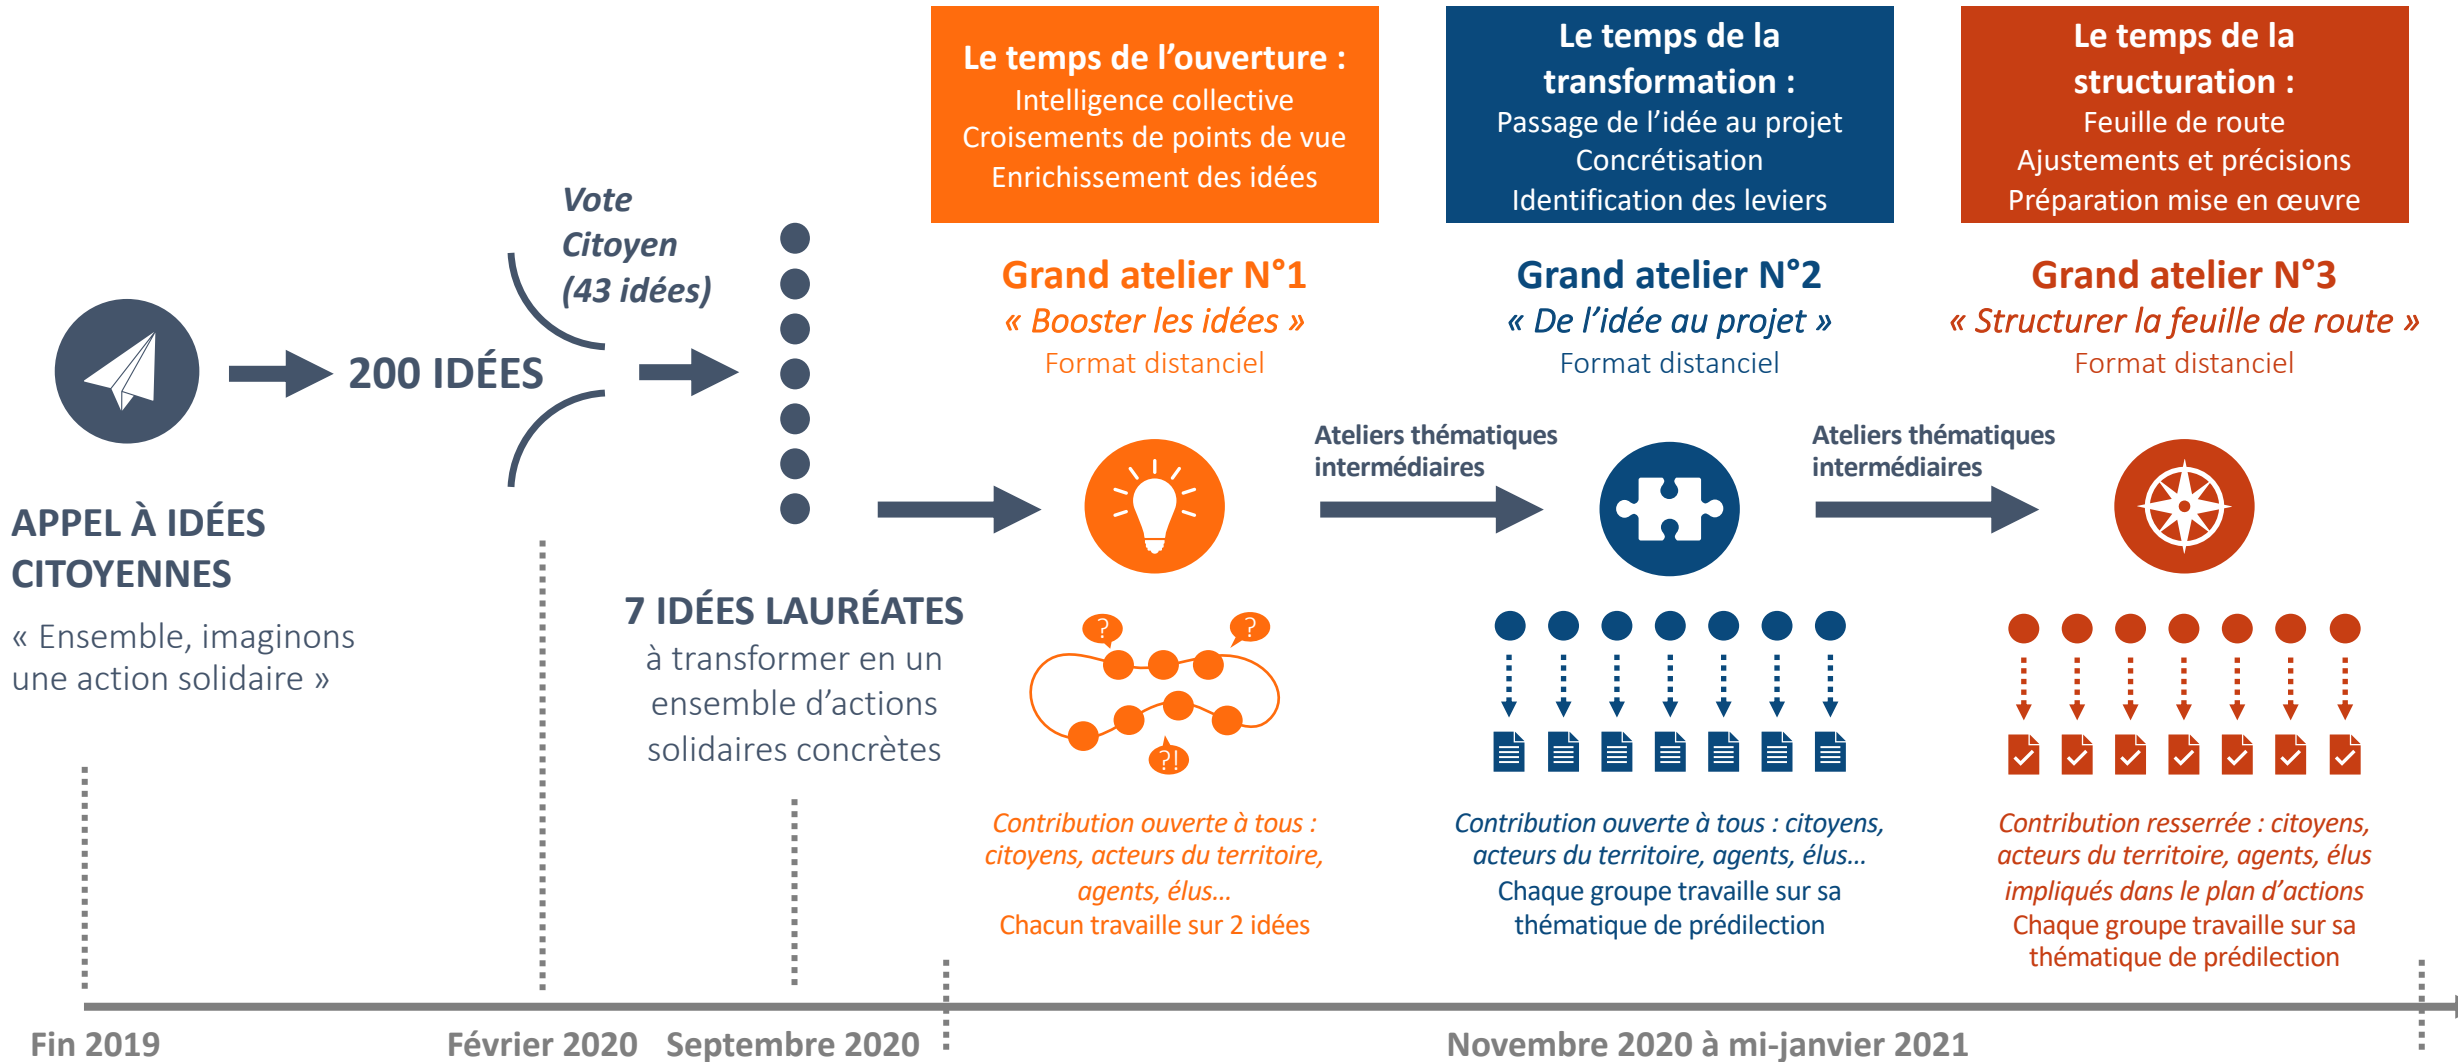 APPEL À IDÉES
CITOYENNES
« Ensemble, imaginons
une action solidaire »
200 IDÉES
Vote
Citoyen
(43 idées)
7 IDÉES LAURÉATES
à transformer en un
ensemble d’actions
solidaires concrètes
Le temps de l’ouverture :
Intelligence collective
Croisements de points de vue
Enrichissement des idées
Grand atelier N°1
« Booster les idées »
Format distanciel
?
?
?!
Contribution ouverte à tous :
citoyens, acteurs du territoire,
agents, élus...
Chacun travaille sur 2 idées
Ateliers thématiques
intermédiaires
Le temps de la
transformation :
Passage de l’idée au projet
Concrétisation
Identification des leviers
Grand atelier N°2
« De l’idée au projet »
Format distanciel
Contribution ouverte à tous : citoyens,
acteurs du territoire, agents, élus...
Chaque groupe travaille sur sa
thématique de prédilection
Ateliers thématiques
intermédiaires
Le temps de la
structuration :
Feuille de route
Ajustements et précisions
Préparation mise en œuvre
Grand atelier N°3
« Structurer la feuille de route »
Format distanciel
Contribution resserrée : citoyens,
acteurs du territoire, agents, élus
impliqués dans le plan d’actions
Chaque groupe travaille sur sa
thématique de prédilection
Fin 2019
Février 2020
Septembre 2020
Novembre 2020 à mi-janvier 2021